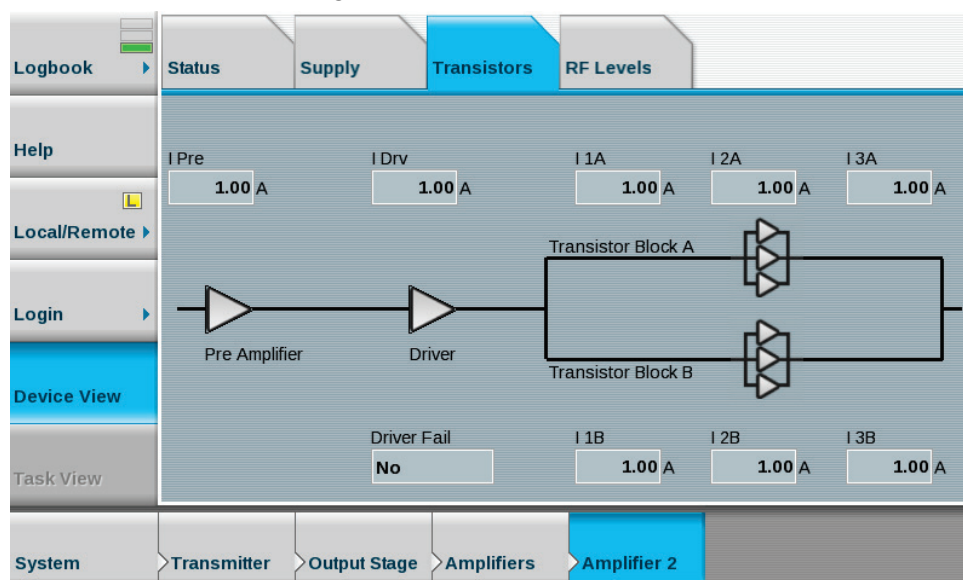 Logbook
Status
Supply
Transistors
RF Levels
Help
I Pre
I Drv
I 1A
I 2A
I 3A
1.00 A
1.00 A
1.00 A
1.00 A
1.00 A
L
Local/Remote
Transistor Block A
Login
Pre Amplifier
Driver
Transistor Block B
Device View
Driver Fail
I 1B
I 2B
I 3B
No
1.00 A
1.00 A
1.00 A
Task View
System
Transmitter
Output Stage
Amplifiers
Amplifier 2